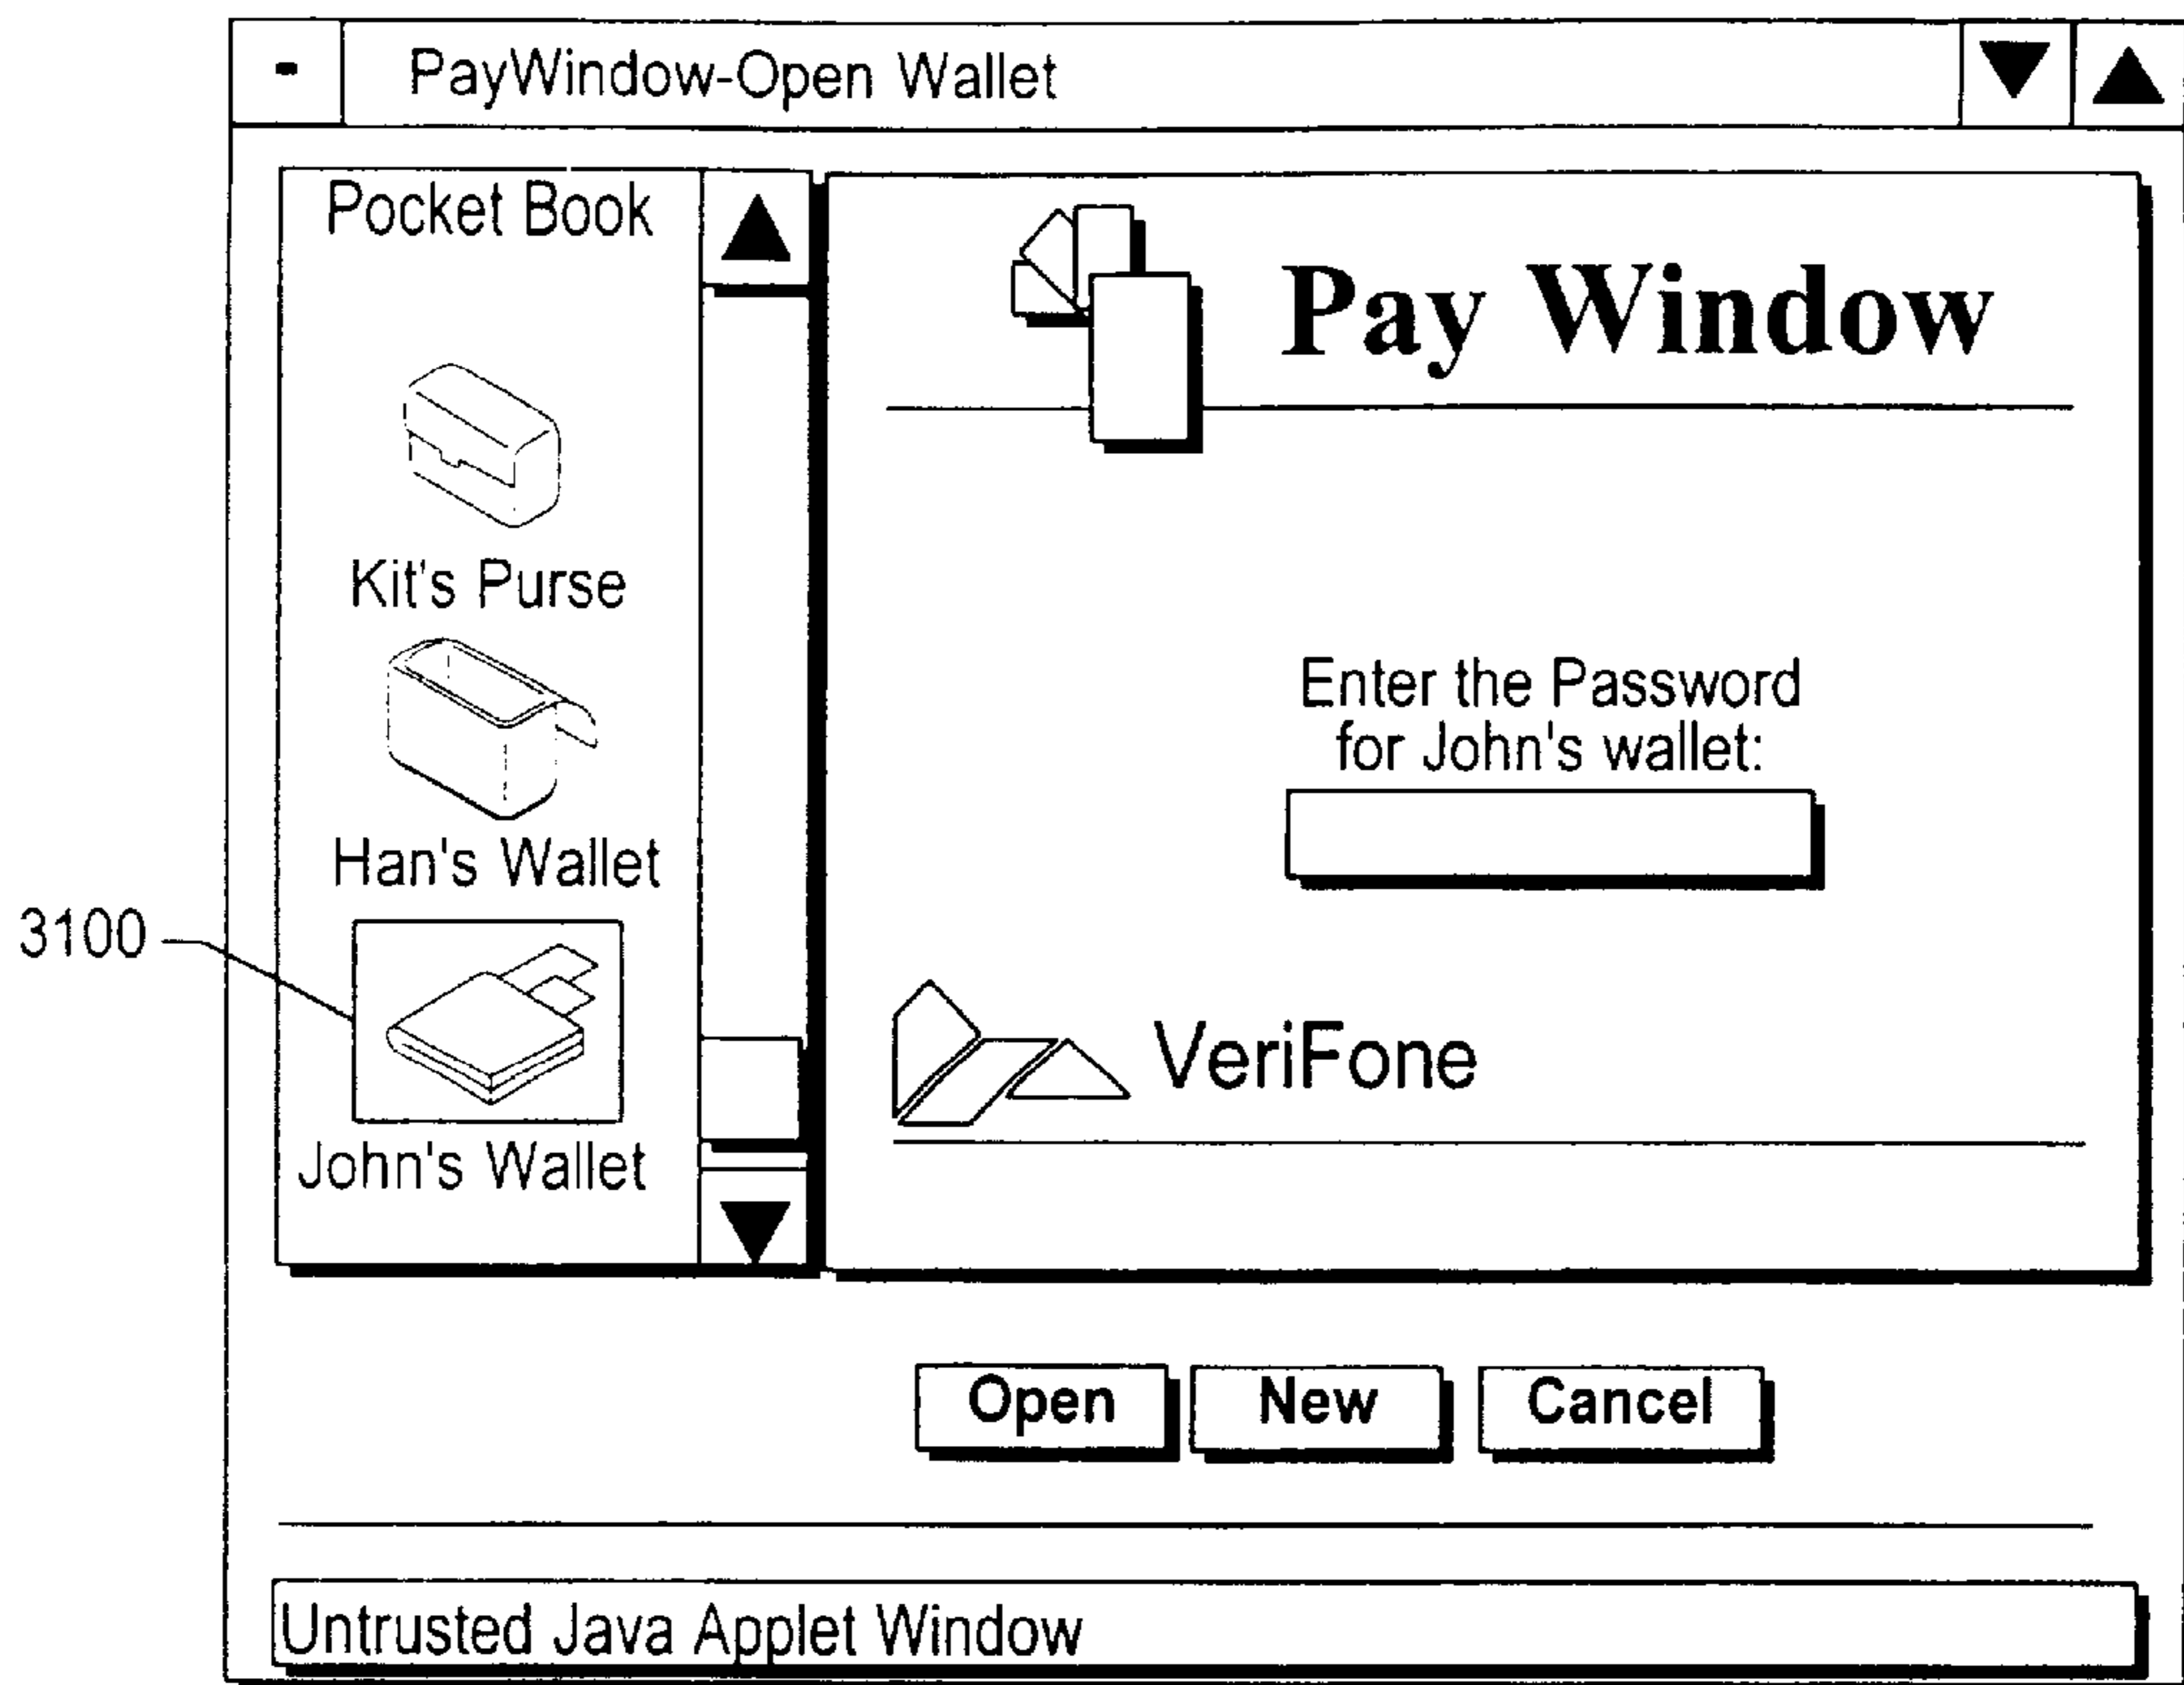 PayWindow-Open Wallet
Pocket Book
Kit's Purse
Han's Wallet
3100
John's Wallet
Pay Window
Enter the Password
for John's wallet:
VeriFone
Open New Cancel
Untrusted Java Applet Window